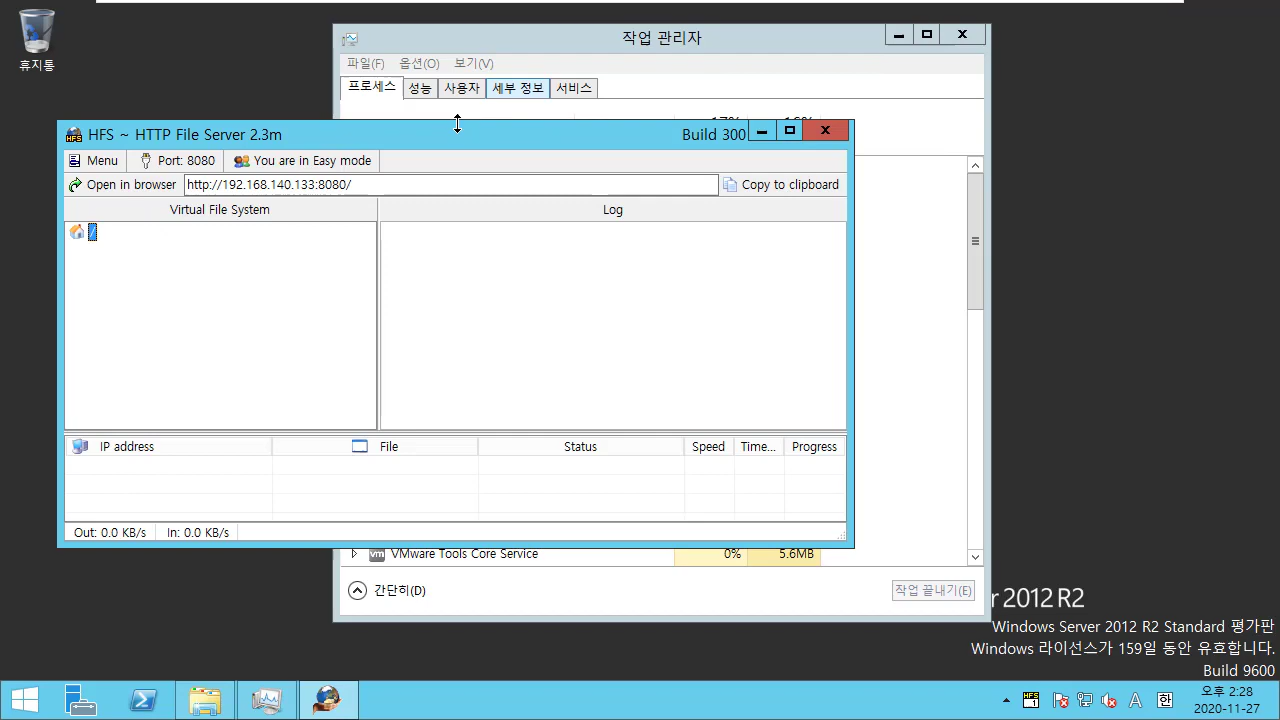 휴지통
작업 관리자
파일(F) 옵션(O) 보기(V)
프로세스 성능 사용자 세부 정보 서비스
HFS ~ HTTP File Server 2.3m Build 300
Menu Port: 8080 You are in Easy mode
Open in browser http://192.168.140.133:8080/ Copy to clipboard
Virtual File System Log
/
IP address File Status Speed Time... Progress
Out: 0.0 KB/s In: 0.0 KB/s
VMware Tools Core Service 0% 5.6MB
간단히(D) 작업 끝내기(E)
r 2012 R2
Windows Server 2012 R2 Standard 평가판
Windows 라이선스가 159일 동안 유효합니다.
Build 9600
HFS 1 A 한
오후 2:28
2020-11-27